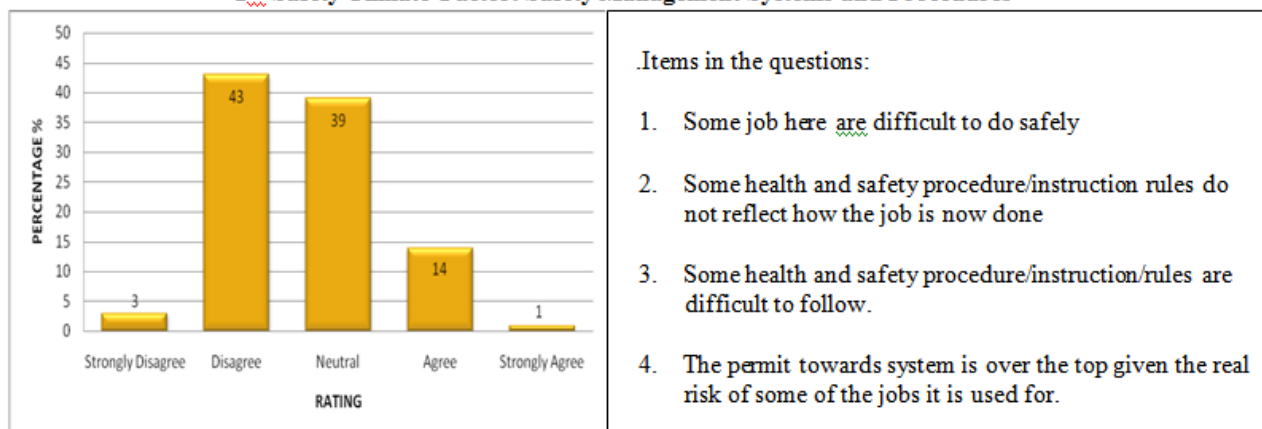 50
45
40
35
30
25
20
15
10
5
0
PERCENTAGE %
3
43
39
14
1
Strongly Disagree Disagree Neutral Agree Strongly Agree
RATING
.Items in the questions:
1. Some job here are difficult to do safely
2. Some health and safety procedure/instruction rules do
not reflect how the job is now done
3. Some health and safety procedure/instruction/rules are
difficult to follow.
4. The permit towards system is over the top given the real
risk of some of the jobs it is used for.